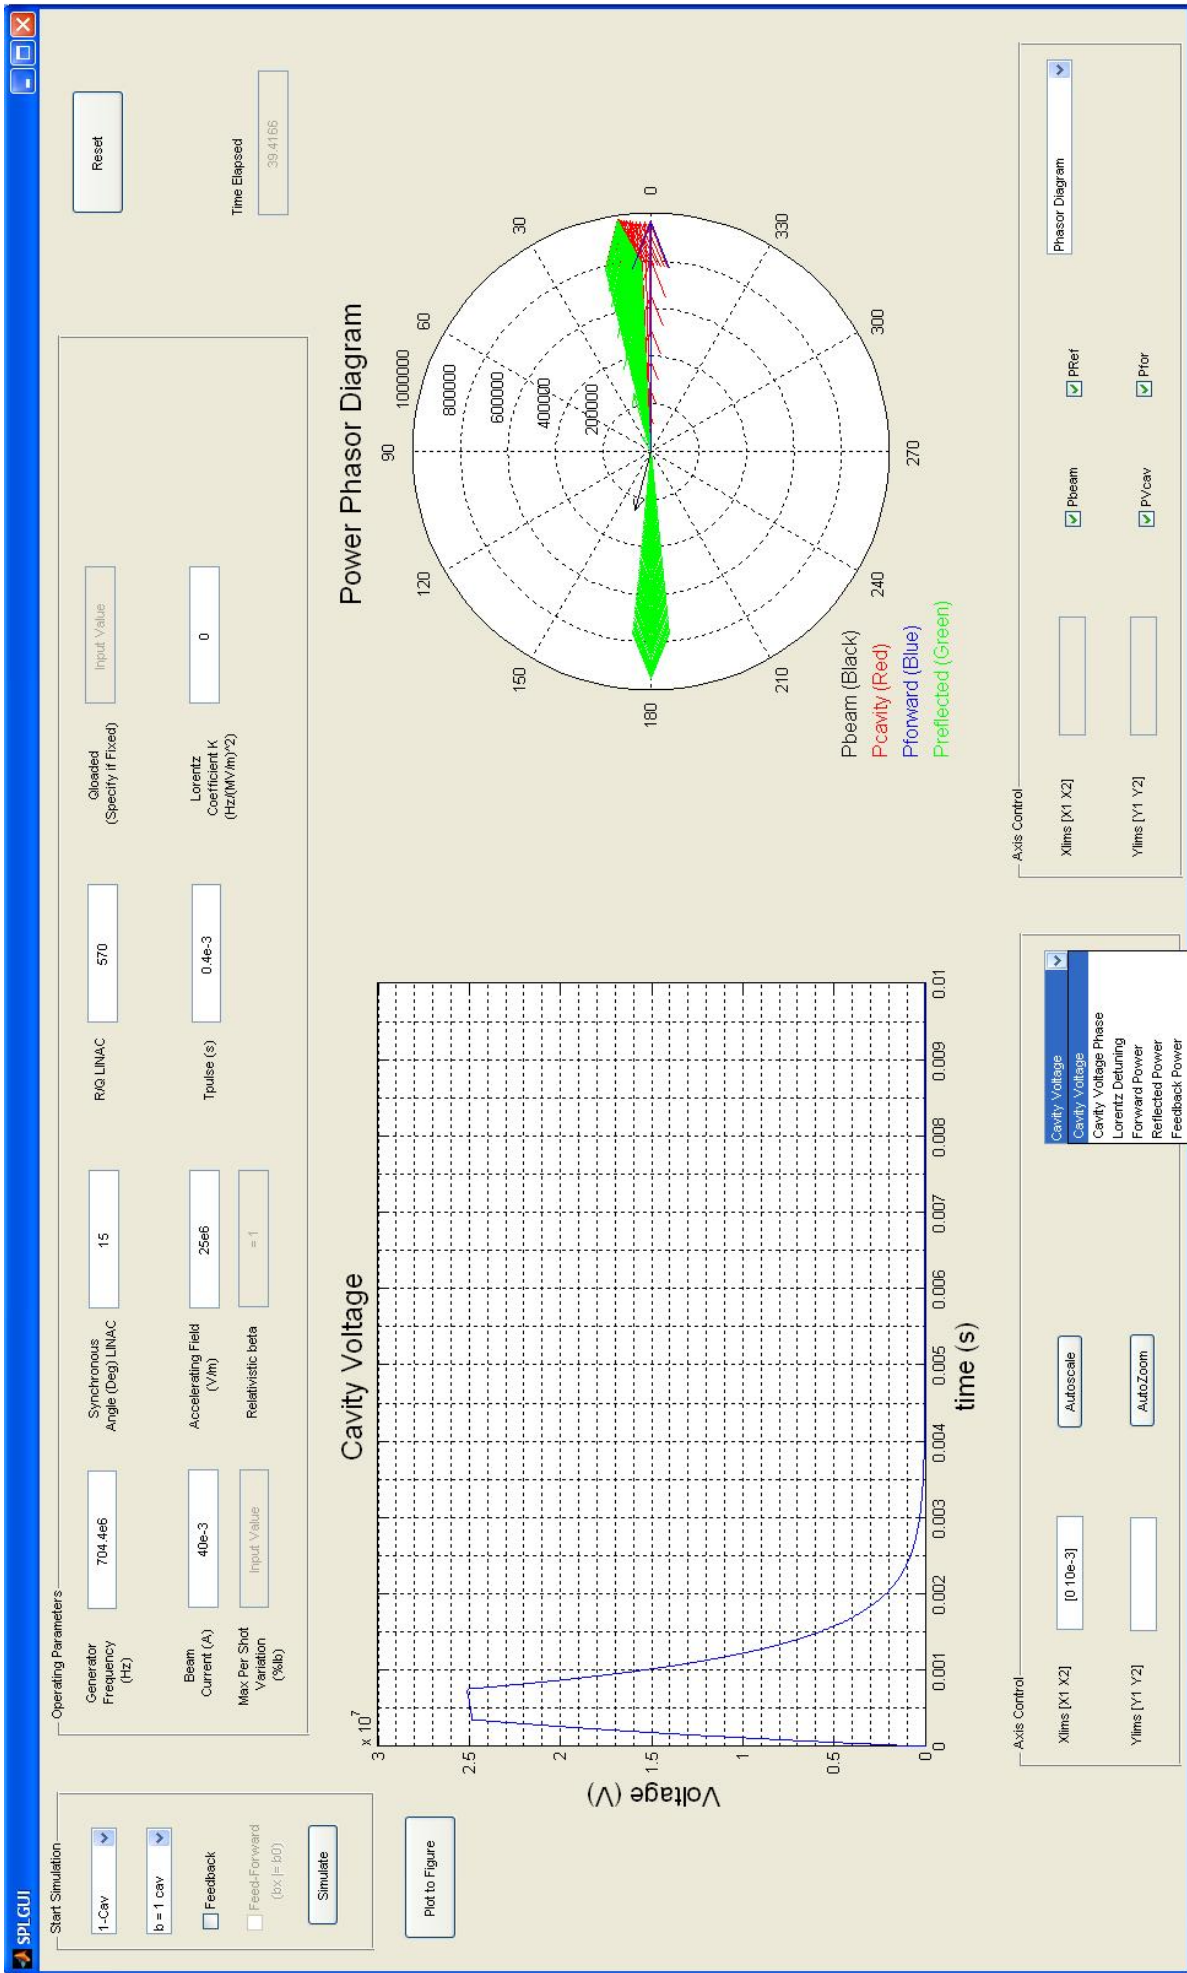 SPLGUI
Start Simulation
1-Cav
b = 1 cav
Feedback
Feed-Forward
(bx |= b0)
Simulate
Plot to Figure
Operating Parameters
Generator
Frequency
(Hz)
704.4e6
Synchronous
Angle (Deg) LINAC
15
R/Q LINAC
570
Qloaded
(Specify if Fixed)
Input Value
Beam
Current (A)
40e-3
Accelerating Field
(V/m)
25e6
Tpulse (s)
0.4e-3
Lorentz
Coefficient K
(Hz/(MV/m)^2)
0
Max Per Shot
Variation
(%Ib)
Input Value
Relativistic beta
= 1
Reset
Time Elapsed
39.4166
Cavity Voltage
x 10^7
3
2.5
2
1.5
1
0.5
0
Voltage (V)
0 0.001 0.002 0.003 0.004 0.005 0.006 0.007 0.008 0.009 0.01
time (s)
Power Phasor Diagram
90
60
30
0
330
300
270
240
210
180
150
120
1000000
800000
600000
400000
200000
Pbeam (Black)
Pcavity (Red)
Pforward (Blue)
Preflected (Green)
Axis Control
Xlims [X1 X2]
[0 10e-3]
Autoscale
Ylims [Y1 Y2]
AutoZoom
Cavity Voltage
Cavity Voltage
Cavity Voltage Phase
Lorentz Detuning
Forward Power
Reflected Power
Feedback Power
Axis Control
Xlims [X1 X2]
Pbeam
PRef
Phasor Diagram
Ylims [Y1 Y2]
PVcav
Pfor